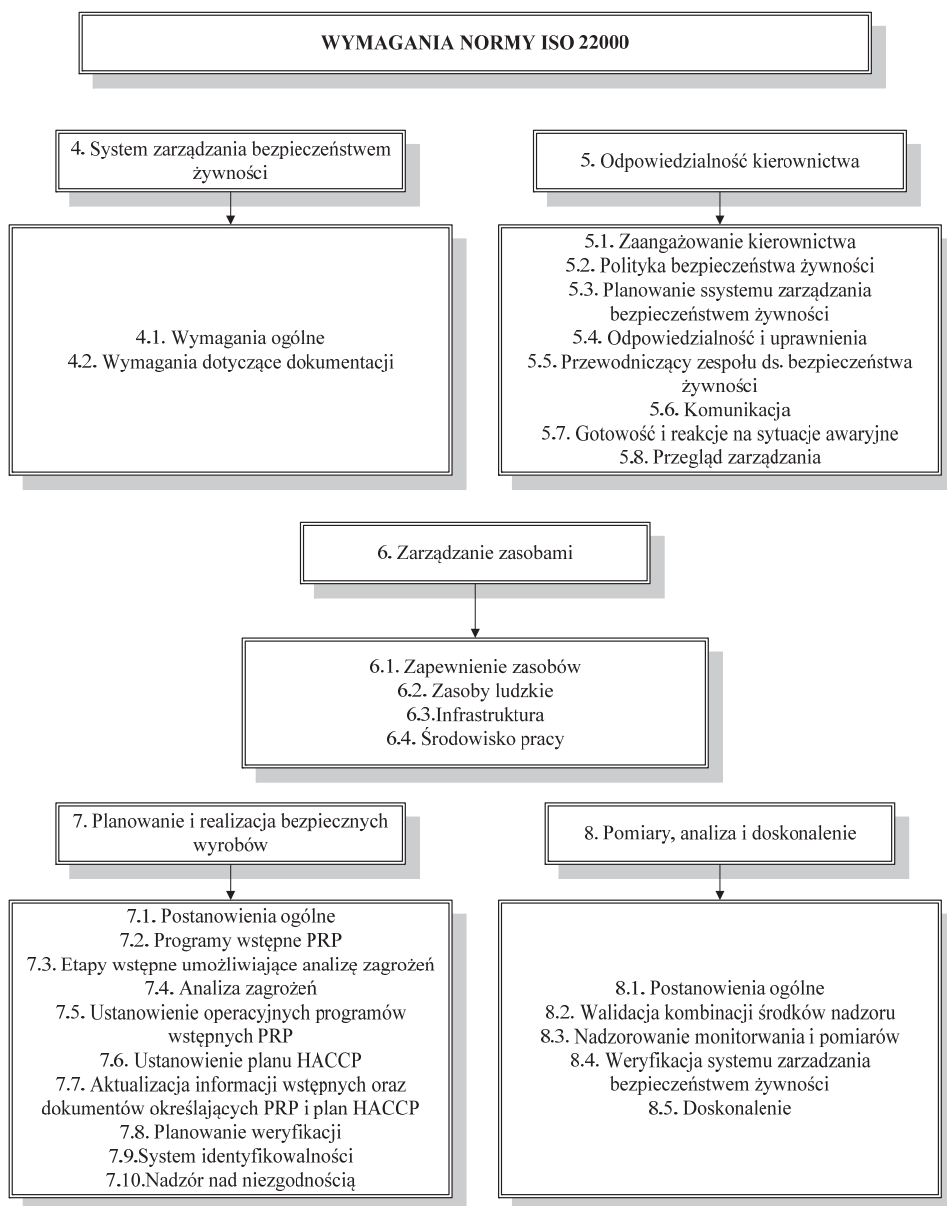 WYMAGANIA NORMY ISO 22000
4. System zarządzania bezpieczeństwem
żywności
4.1. Wymagania ogólne
4.2. Wymagania dotyczące dokumentacji
5. Odpowiedzialność kierownictwa
5.1. Zaangażowanie kierownictwa
5.2. Polityka bezpieczeństwa żywności
5.3. Planowanie ssystemu zarządzania
bezpieczeństwem żywności
5.4. Odpowiedzialność i uprawnienia
5.5. Przewodniczący zespołu ds. bezpieczeństwa
żywności
5.6. Komunikacja
5.7. Gotowość i reakcje na sytuacje awaryjne
5.8. Przegląd zarządzania
6. Zarządzanie zasobami
6.1. Zapewnienie zasobów
6.2. Zasoby ludzkie
6.3.Infrastruktura
6.4. Środowisko pracy
7. Planowanie i realizacja bezpiecznych
wyrobów
7.1. Postanowienia ogólne
7.2. Programy wstępne PRP
7.3. Etapy wstępne umożliwiające analizę zagrożeń
7.4. Analiza zagrożeń
7.5. Ustanowienie operacyjnych programów
wstępnych PRP
7.6. Ustanowienie planu HACCP
7.7. Aktualizacja informacji wstępnych oraz
dokumentów określających PRP i plan HACCP
7.8. Planowanie weryfikacji
7.9.System identyfikowalności
7.10.Nadzór nad niezgodnością
8. Pomiary, analiza i doskonalenie
8.1. Postanowienia ogólne
8.2. Walidacja kombinacji środków nadzoru
8.3. Nadzorowanie monitorwania i pomiarów
8.4. Weryfikacja systemu zarzadzania
bezpieczeństwem żywności
8.5. Doskonalenie